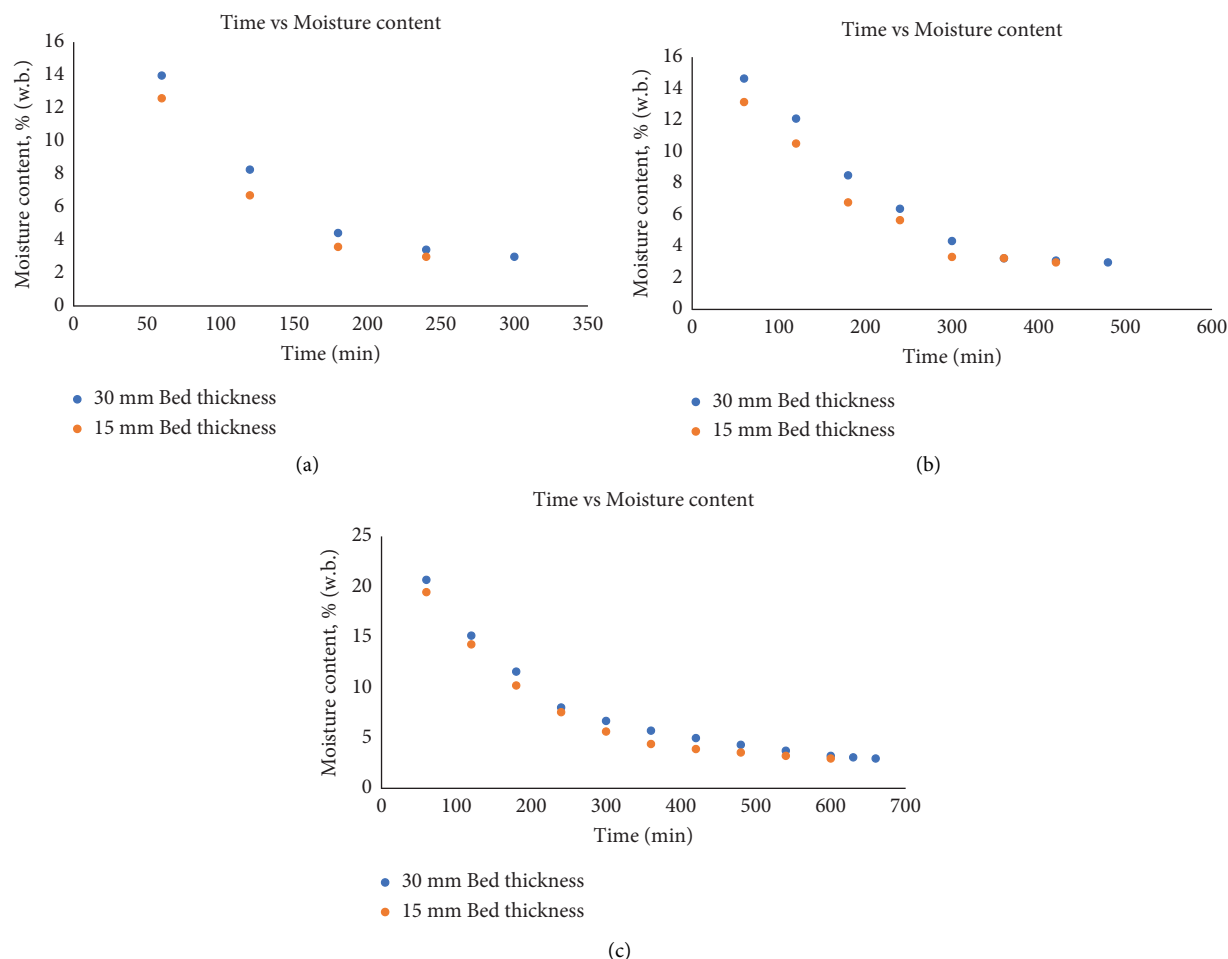 Time vs Moisture content
16
14
12
10
8
6
4
2
0
Moisture content, % (w.b.)
0 50 100 150 200 250 300 350
Time (min)
30 mm Bed thickness
15 mm Bed thickness
(a)
Time vs Moisture content
16
14
12
10
8
6
4
2
0
Moisture content, % (w.b.)
0 100 200 300 400 500 600
Time (min)
30 mm Bed thickness
15 mm Bed thickness
(b)
Time vs Moisture content
25
20
15
10
5
0
Moisture content, % (w.b.)
0 100 200 300 400 500 600 700
Time (min)
30 mm Bed thickness
15 mm Bed thickness
(c)